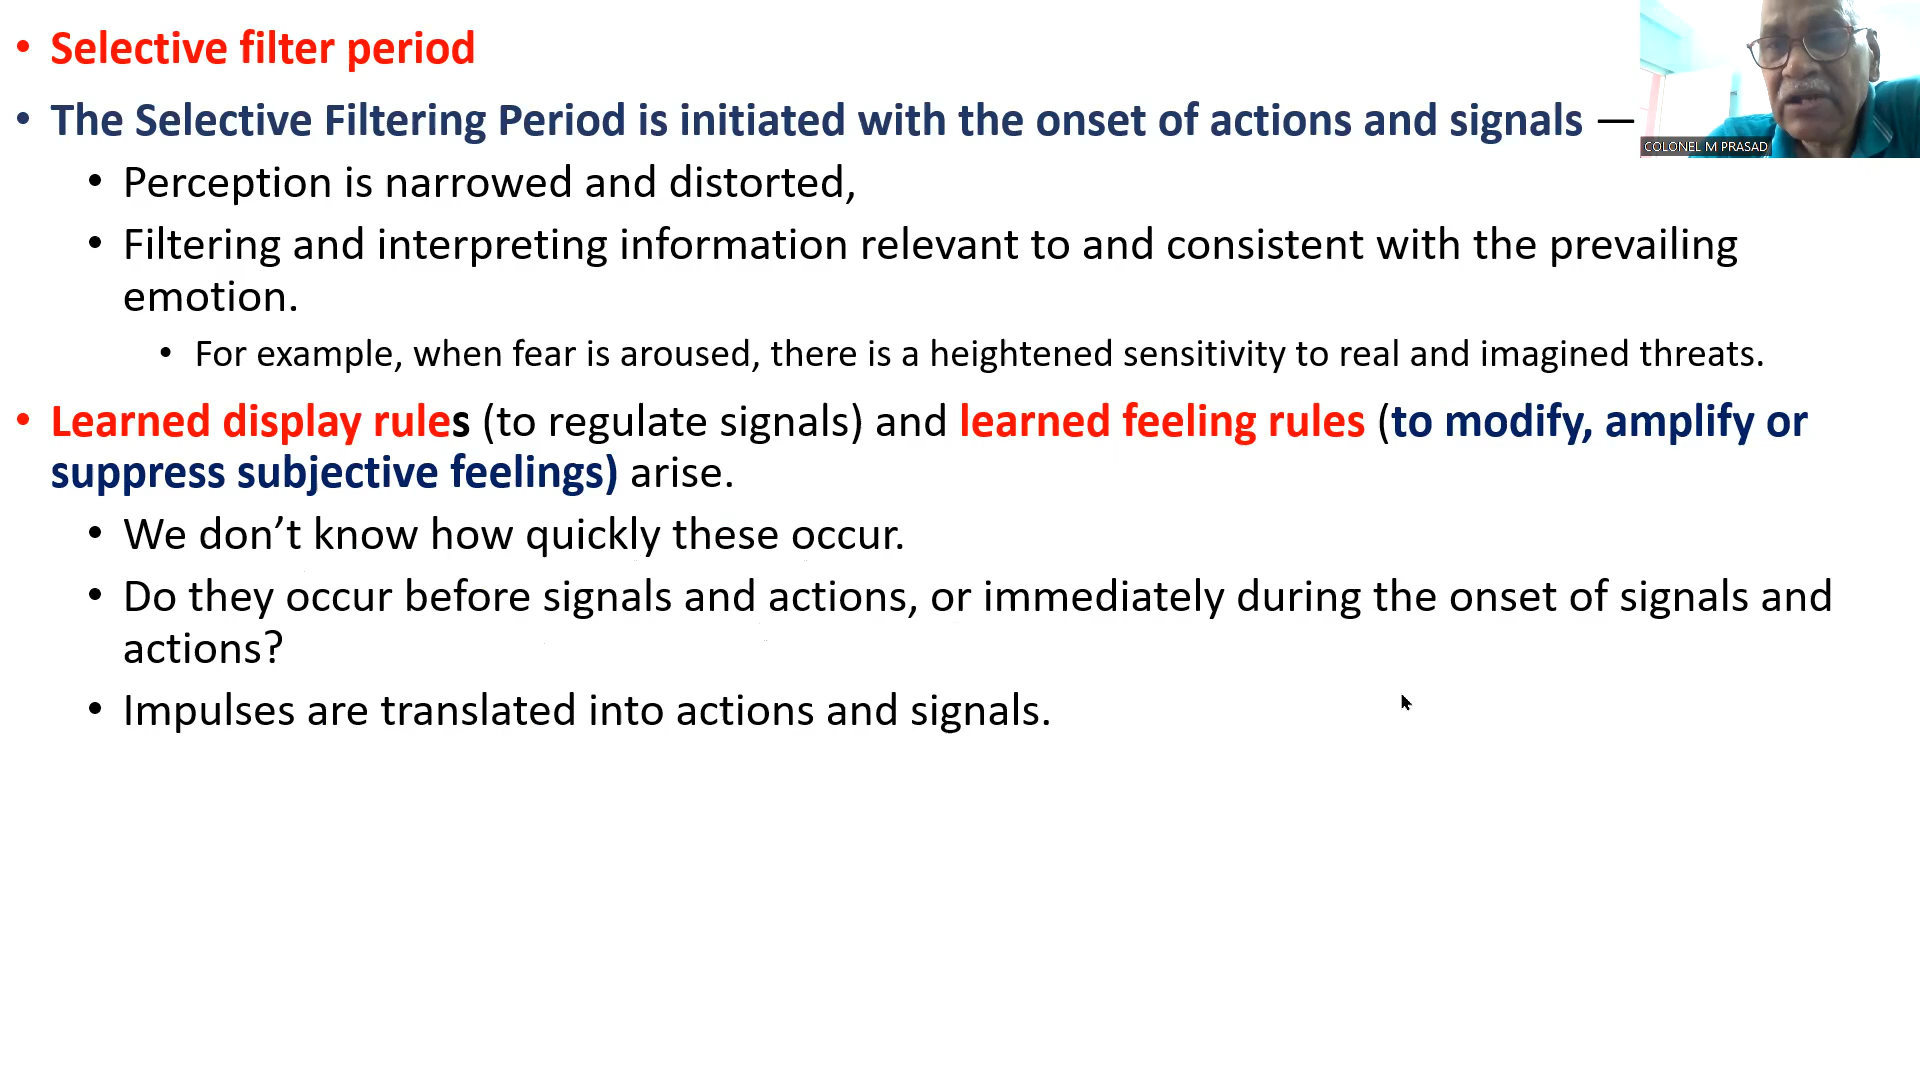 • Selective filter period
• The Selective Filtering Period is initiated with the onset of actions and signals —
COLONEL M PRASAD
• Perception is narrowed and distorted,
• Filtering and interpreting information relevant to and consistent with the prevailing
emotion.
• For example, when fear is aroused, there is a heightened sensitivity to real and imagined threats.
• Learned display rules (to regulate signals) and learned feeling rules (to modify, amplify or
suppress subjective feelings) arise.
• We don’t know how quickly these occur.
• Do they occur before signals and actions, or immediately during the onset of signals and
actions?
• Impulses are translated into actions and signals.